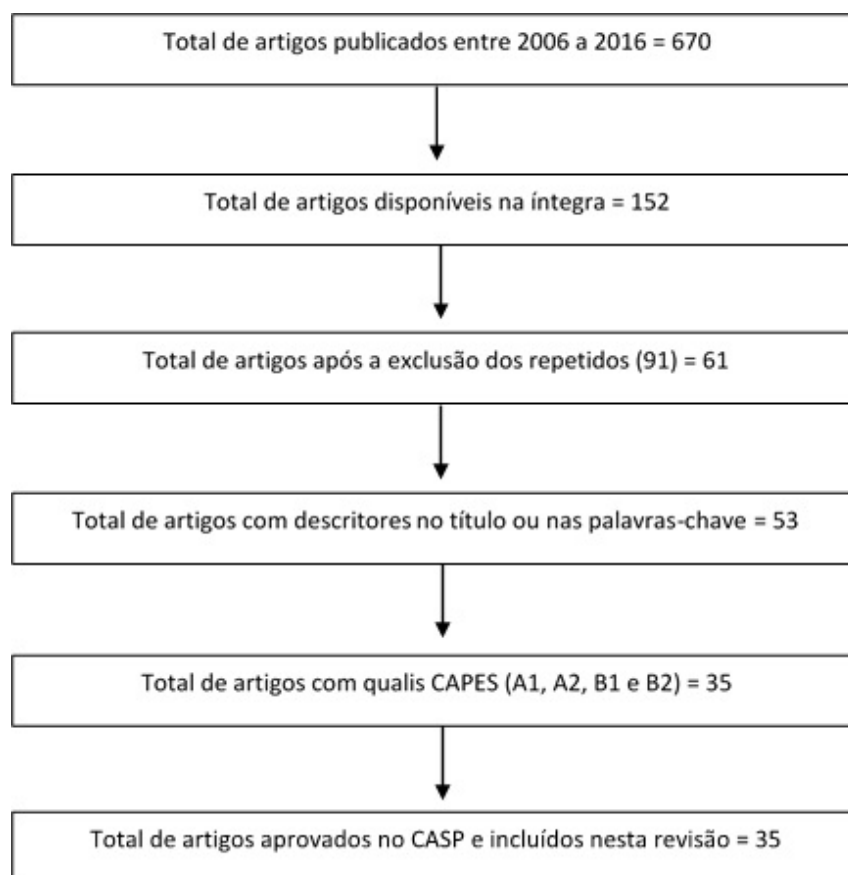 Total de artigos publicados entre 2006 a 2016 = 670
Total de artigos disponíveis na íntegra = 152
Total de artigos após a exclusão dos repetidos (91) = 61
Total de artigos com descritores no título ou nas palavras-chave = 53
Total de artigos com qualis CAPES (A1, A2, B1 e B2) = 35
Total de artigos aprovados no CASP e incluídos nesta revisão = 35